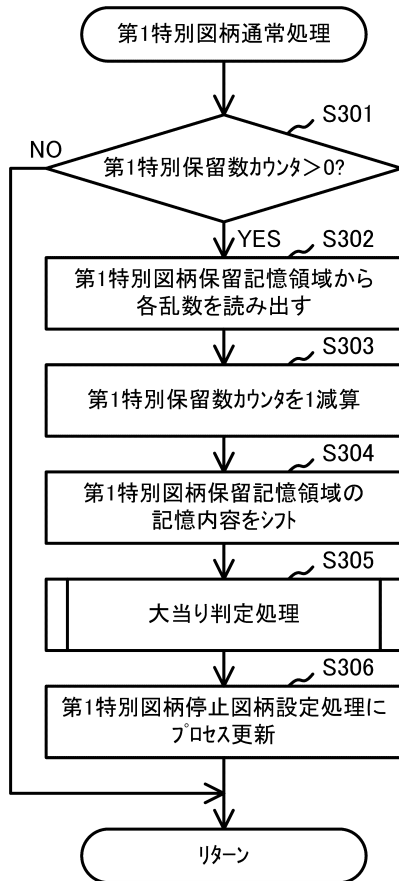 第1特別図柄通常処理
S301
NO
第1特別保留数カウンタ>0?
YES
S302
第1特別図柄保留記憶領域から
各乱数を読み出す
S303
第1特別保留数カウンタを1減算
S304
第1特別図柄保留記憶領域の
記憶内容をシフト
S305
大当り判定処理
S306
第1特別図柄停止図柄設定処理に
プロセス更新
リターン